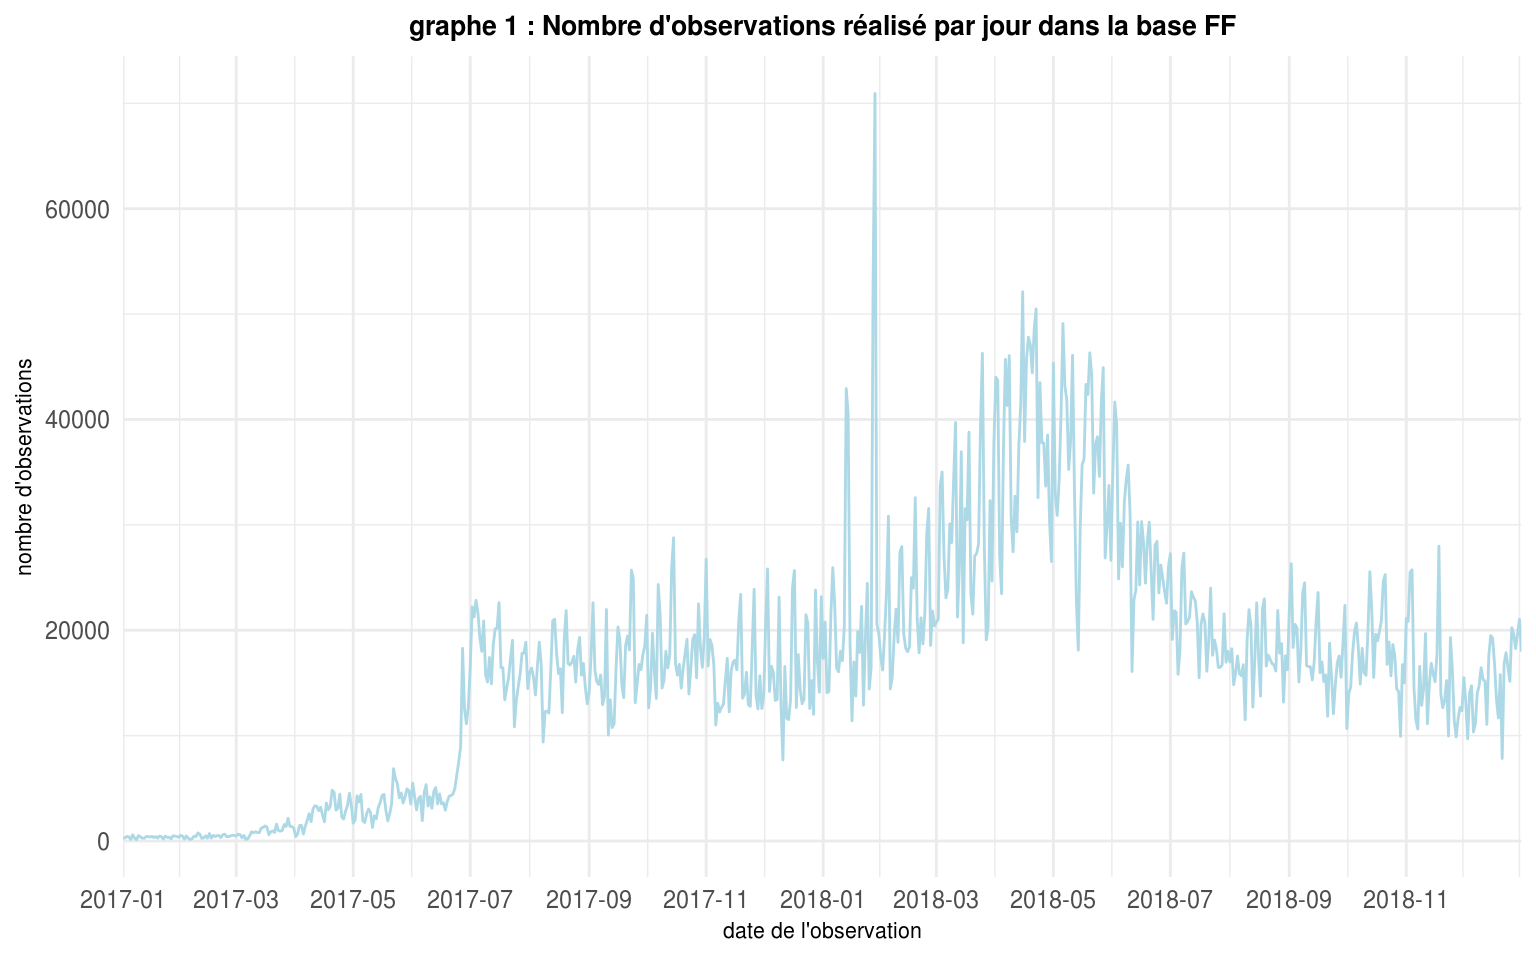 graphe 1 : Nombre d'observations réalisé par jour dans la base FF
nombre d'observations
60000
40000
20000
0
2017-01 2017-03 2017-05 2017-07 2017-09 2017-11 2018-01 2018-03 2018-05 2018-07 2018-09 2018-11
date de l'observation